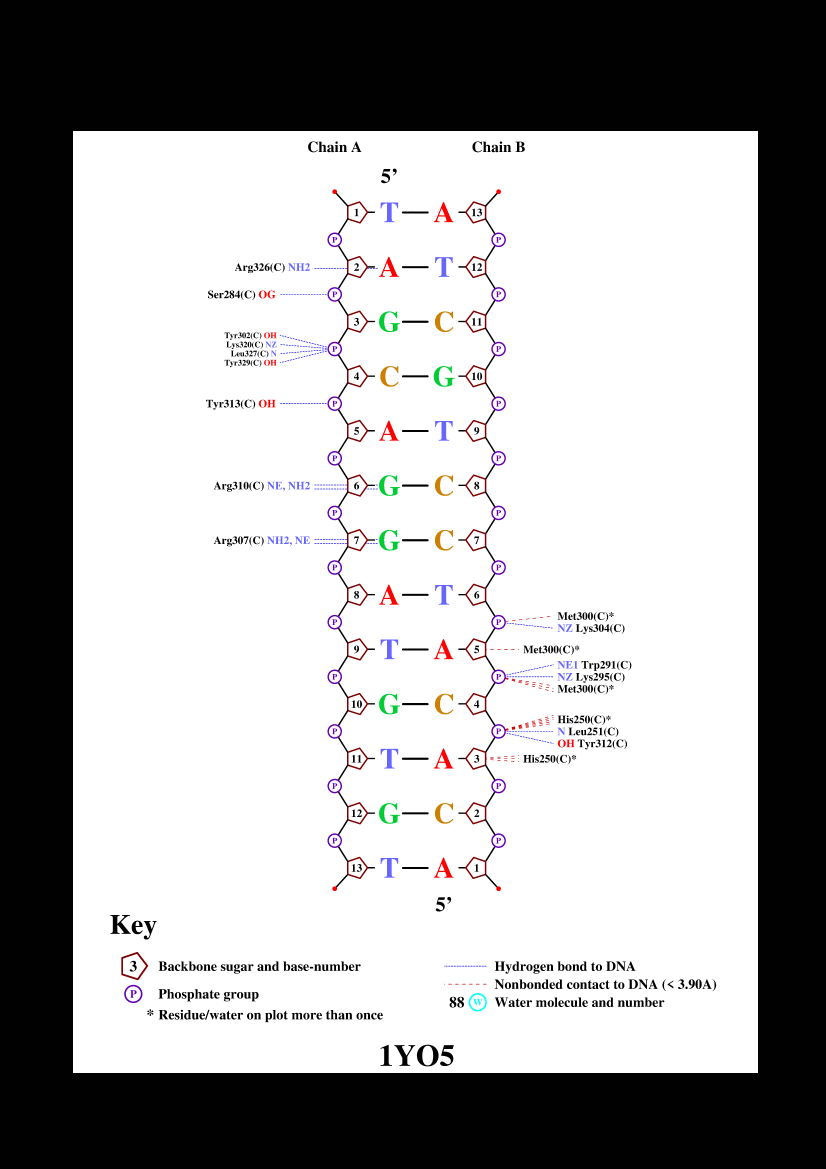 Chain A Chain B
5’
1 T A 13
P P
Arg326(C) NH2 2 A T 12
Ser284(C) OG P P
3 G C 11
Tyr302(C) OH
Lys320(C) NZ P P
Leu327(C) N
Tyr329(C) OH
4 C G 10
Tyr313(C) OH P P
5 A T 9
P P
Arg310(C) NE, NH2 6 G C 8
P P
Arg307(C) NH2, NE 7 G C 7
P P
8 A T 6
Met300(C)*
P P NZ Lys304(C)
9 T A 5 Met300(C)*
NE1 Trp291(C)
P P NZ Lys295(C)
Met300(C)*
10 G C 4
His250(C)*
P P N Leu251(C)
OH Tyr312(C)
11 T A 3 His250(C)*
P P
12 G C 2
P P
13 T A 1
5’
Key
3 Backbone sugar and base-number
P Phosphate group
* Residue/water on plot more than once
Hydrogen bond to DNA
Nonbonded contact to DNA (< 3.90A)
88 W Water molecule and number
1YO5